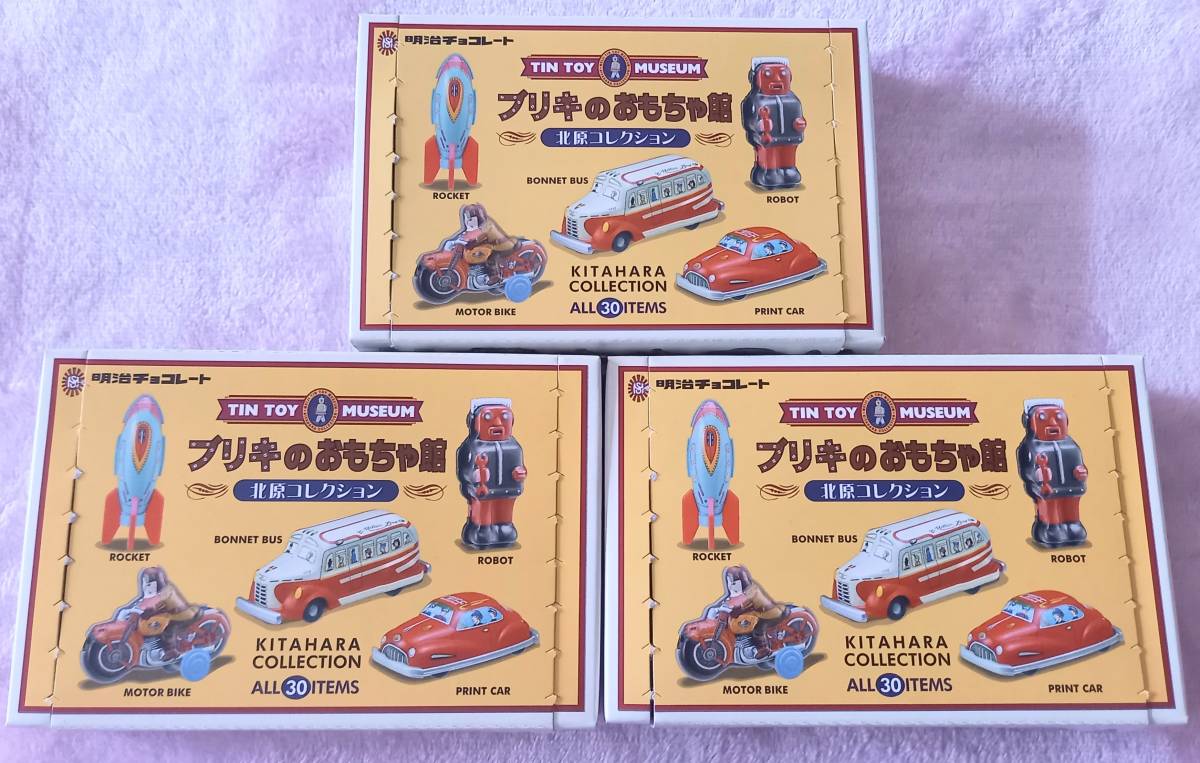 明治チョコレート
TIN TOY MUSEUM
ブリキのおもちゃ館
北原コレクション
ROCKET
BONNET BUS
ROBOT
MOTOR BIKE
KITAHARA
COLLECTION
ALL 30 ITEMS
PRINT CAR
明治チョコレート
TIN TOY MUSEUM
ブリキのおもちゃ館
北原コレクション
ROCKET
BONNET BUS
ROBOT
MOTOR BIKE
KITAHARA
COLLECTION
ALL 30 ITEMS
PRINT CAR
明治チョコレート
TIN TOY MUSEUM
ブリキのおもちゃ館
北原コレクション
ROCKET
BONNET BUS
ROBOT
MOTOR BIKE
KITAHARA
COLLECTION
ALL 30 ITEMS
PRINT CAR